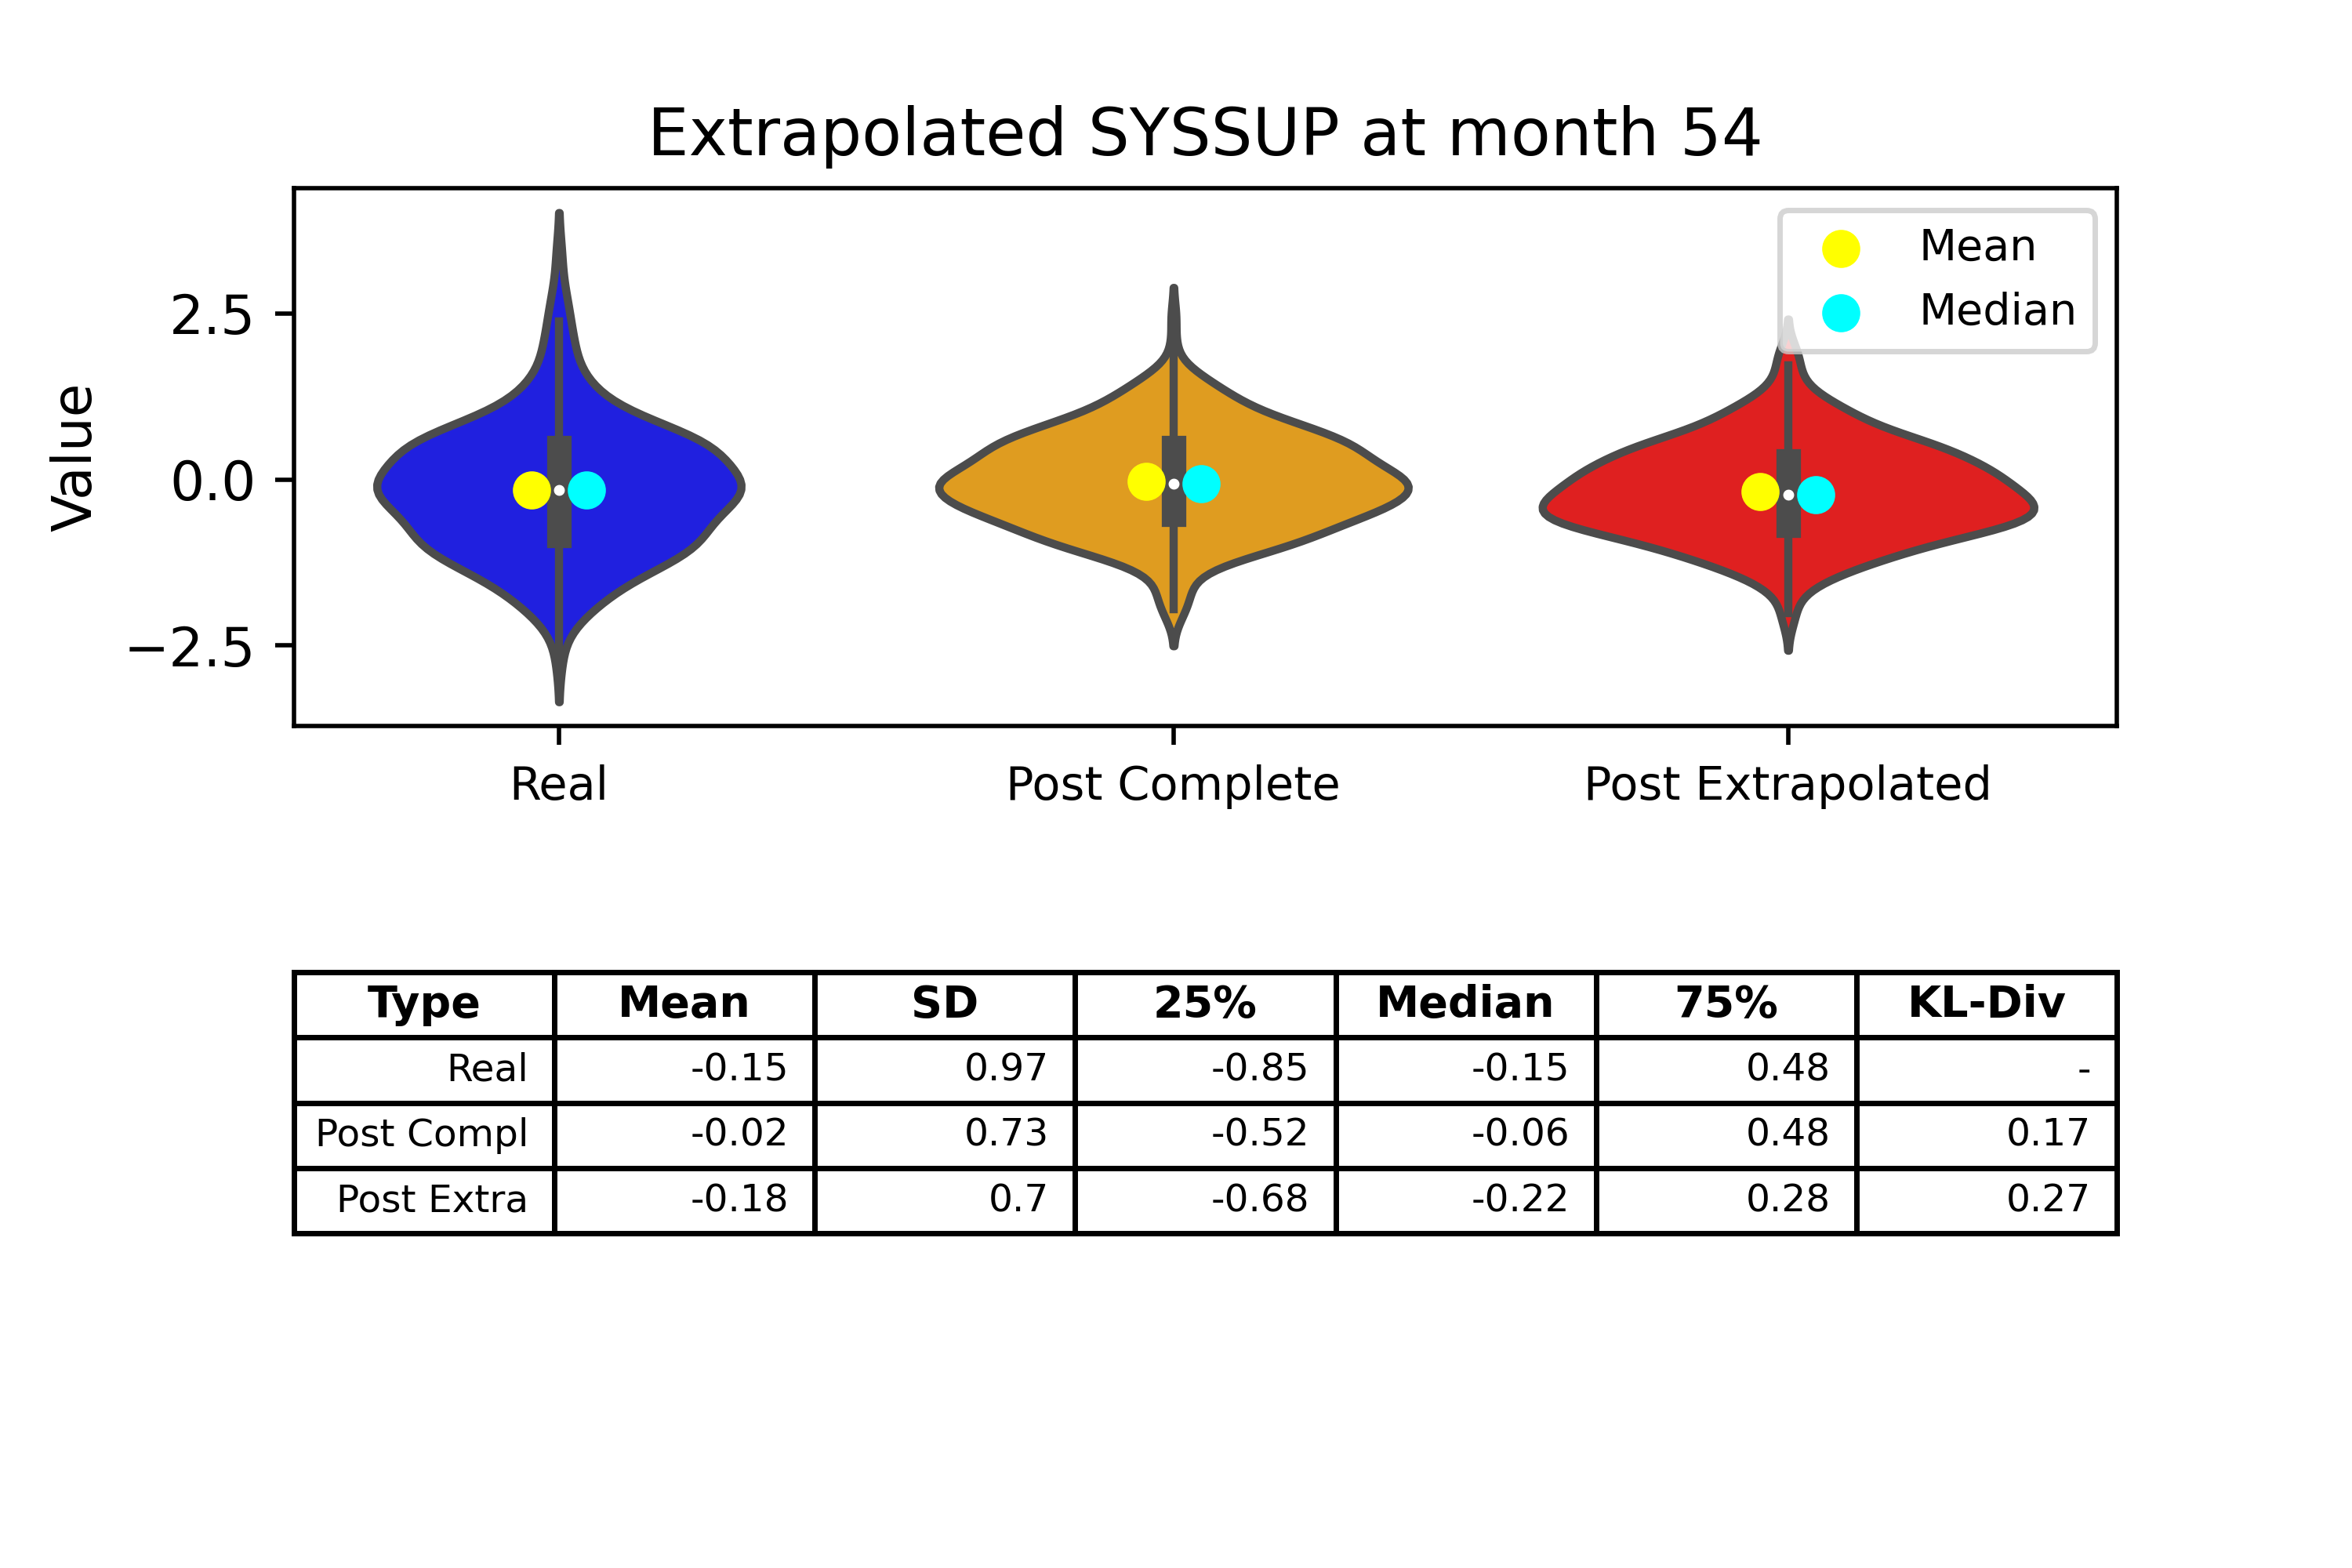 Extrapolated SYSSUP at month 54
Value
2.5
0.0
−2.5
Mean
Median
Real Post Complete Post Extrapolated
Type Mean SD 25% Median 75% KL-Div
Real -0.15 0.97 -0.85 -0.15 0.48 -
Post Compl -0.02 0.73 -0.52 -0.06 0.48 0.17
Post Extra -0.18 0.7 -0.68 -0.22 0.28 0.27